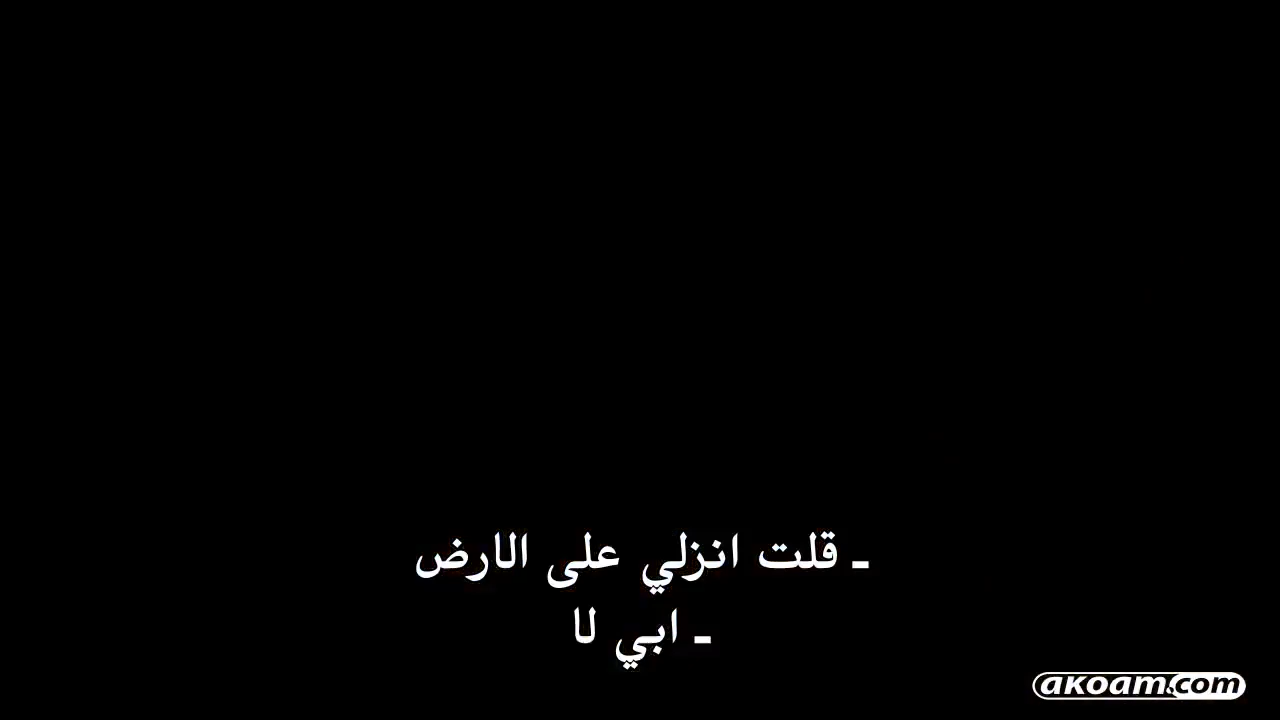 ـ قلت انزلي على الارض
ـ ابي لا
akoam.com